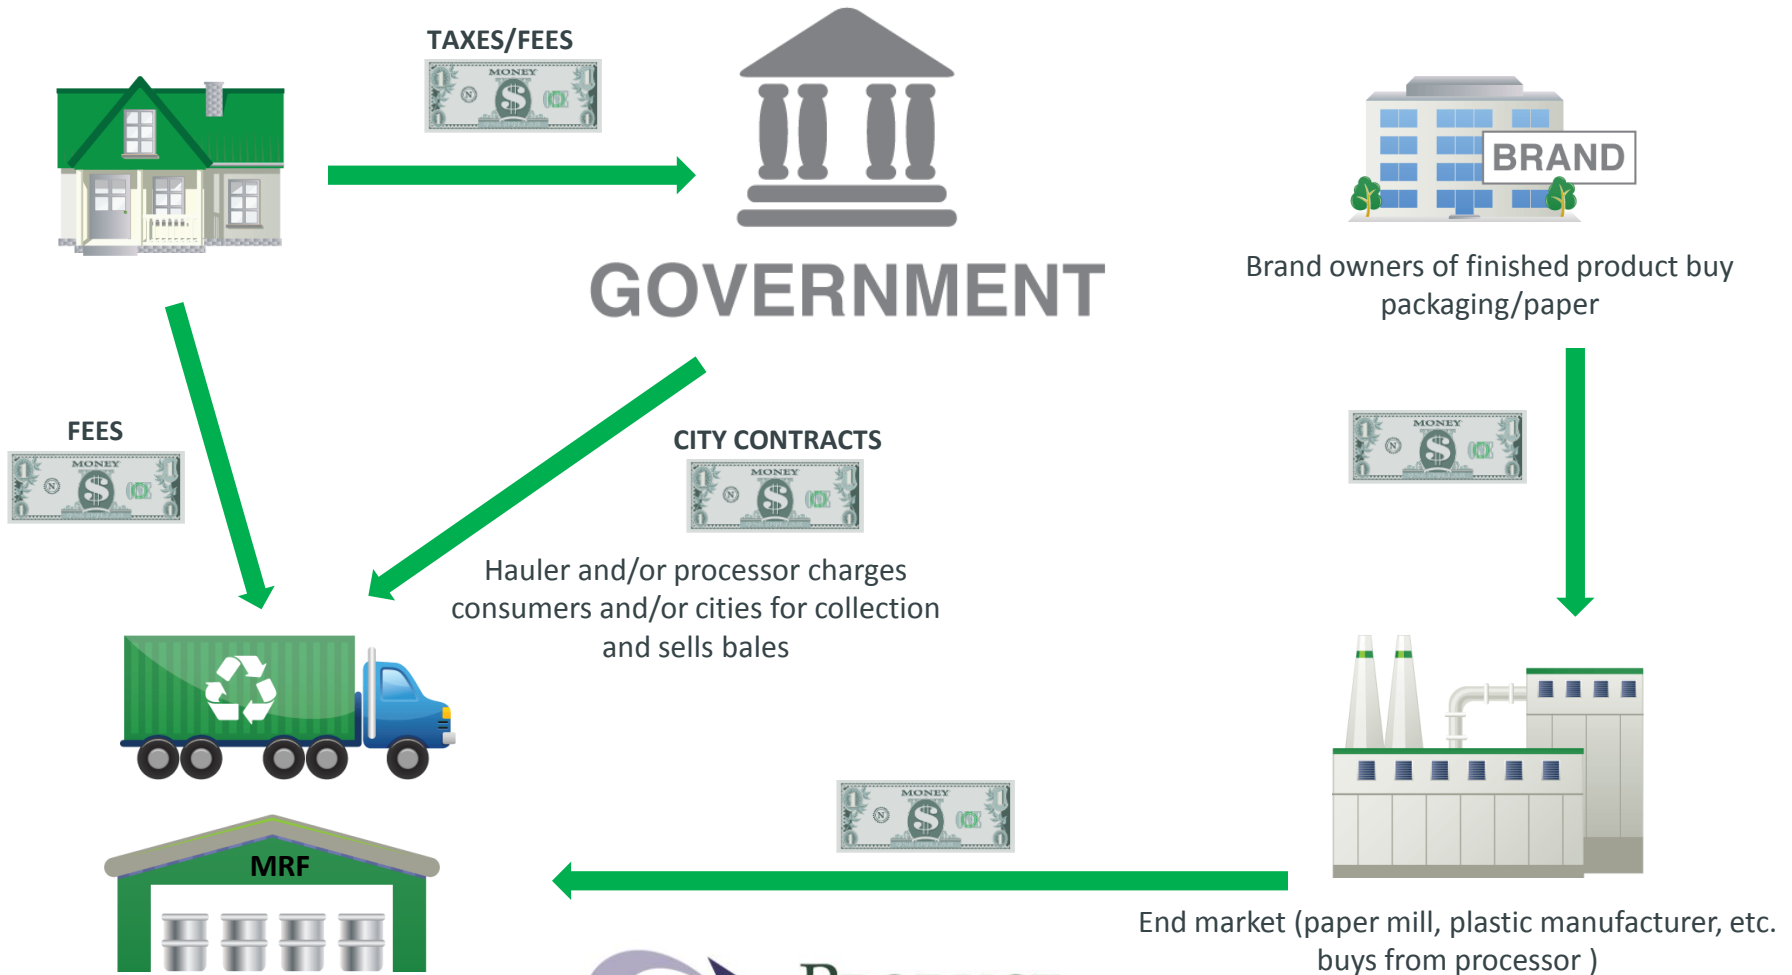 TAXES/FEES
MONEY
GOVERNMENT
BRAND
Brand owners of finished product buy
packaging/paper
FEES
MONEY
CITY CONTRACTS
MONEY
MONEY
Hauler and/or processor charges
consumers and/or cities for collection
and sells bales
MONEY
MRF
End market (paper mill, plastic manufacturer, etc.
buys from processor )